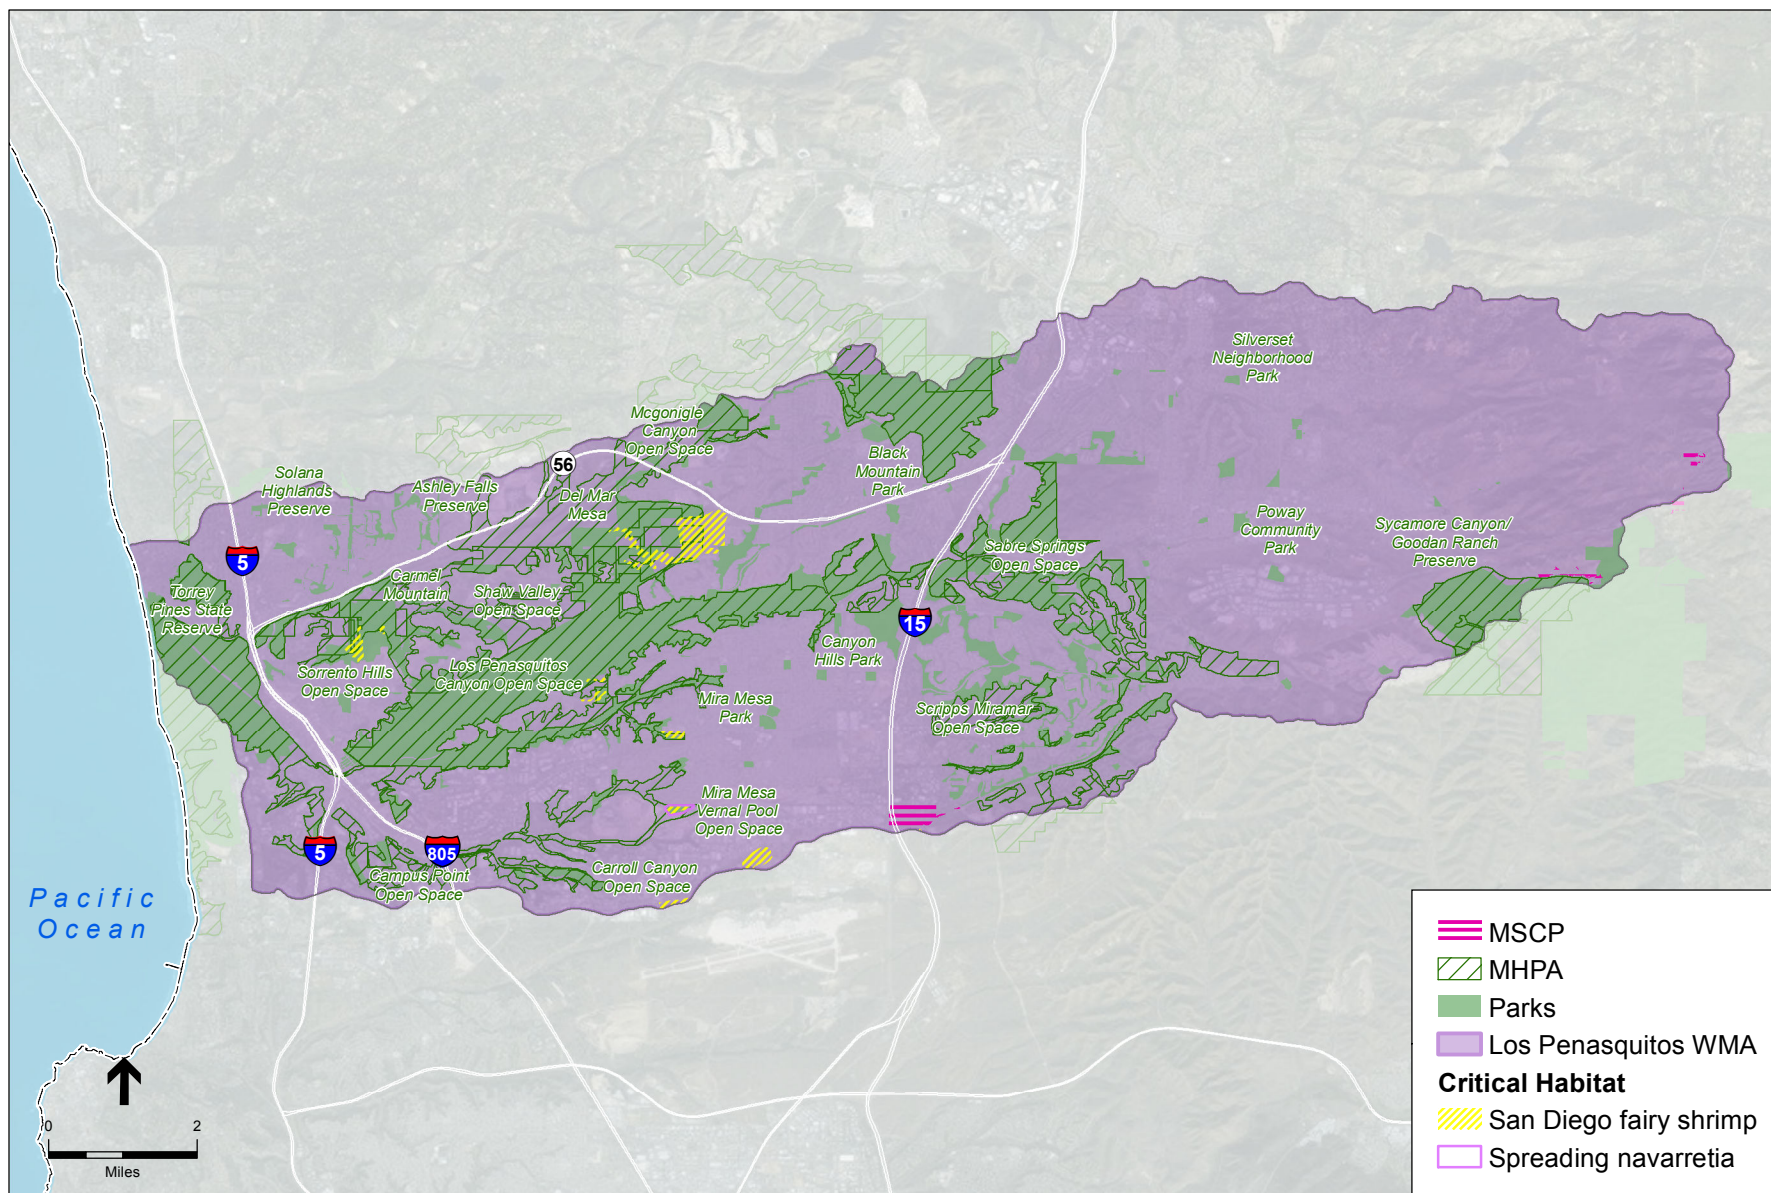 Silverset
Neighborhood
Park
Mcgonigle
Canyon
Open Space
Black
Mountain
Park
56
Solana
Highlands
Preserve
Ashley Falls
Preserve
Del Mar
Mesa
Poway
Community
Park
Sycamore Canyon/
Goodan Ranch
Preserve
5
Sabre Springs
Open Space
Torrey
Pines State
Reserve
Carmel
Mountain
Shaw Valley
Open Space
15
Canyon
Hills Park
Sorrento Hills
Open Space
Los Penasquitos
Canyon Open Space
Mira Mesa
Park
Scripps Miramar
Open Space
Mira Mesa
Vernal Pool
Open Space
5
805
Campus Point
Open Space
Carroll Canyon
Open Space
Pacific
Ocean
0 2
Miles
MSCP
MHPA
Parks
Los Penasquitos WMA
Critical Habitat
San Diego fairy shrimp
Spreading navarretia